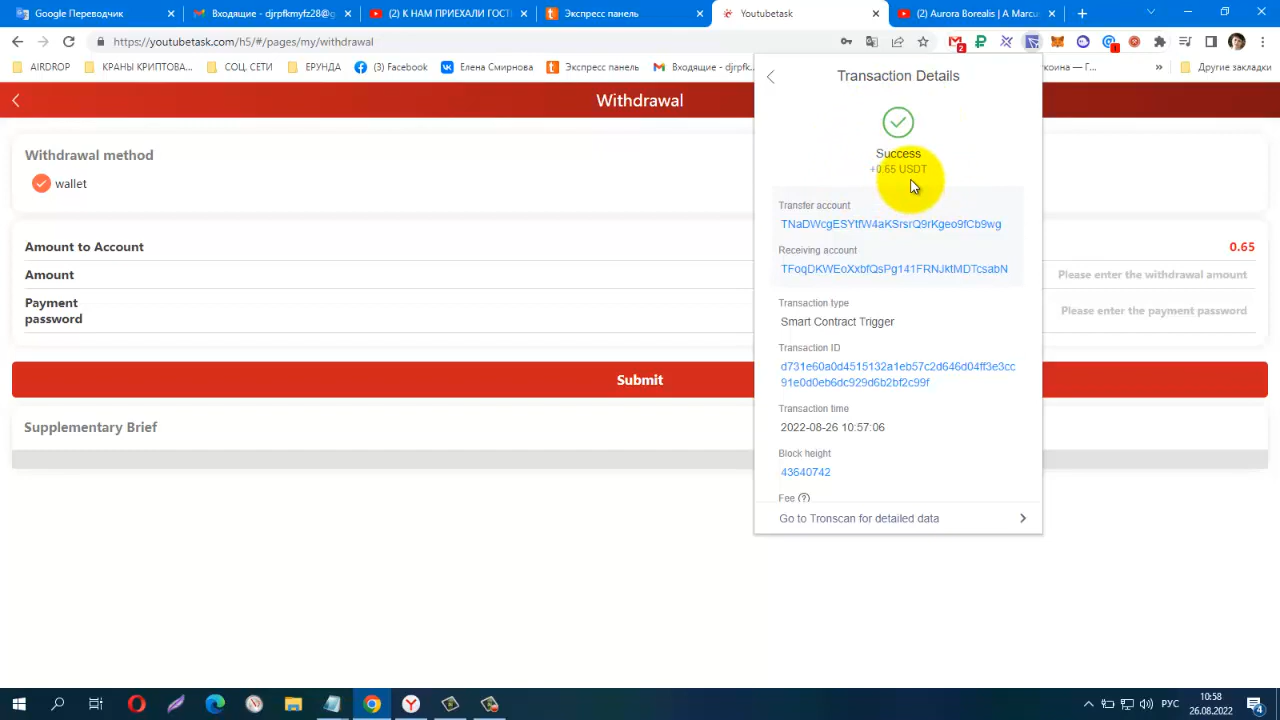 Google Переводчик
Входящие - djrpfkmyfz28@g
(2) К НАМ ПРИЕХАЛИ ГОСТ
Экспресс панель
Youtubetask
(2) Aurora Borealis | A Marcus
https://youtubetask.com/h5/#/pages/my/withdrawal
2
1
AIRDROP
КРАНЫ КРИПТОВА...
СОЦ. СЕТИ
ЕРУНДА
(3) Facebook
Елена Смирнова
Экспресс панель
Входящие - djrpfk...
коина — Г...
»
Другие закладки
Withdrawal
Withdrawal method
wallet
Amount to Account
0.65
Amount
Please enter the withdrawal amount
Payment
password
Please enter the payment password
Submit
Supplementary Brief
Transaction Details
Success
+0.65 USDT
Transfer account
TNaDWcgESYtfW4aKSrsrQ9rKgeo9fCb9wg
Receiving account
TFoqDKWEoXxbfQsPg141FRNJktMDTcsabN
Transaction type
Smart Contract Trigger
Transaction ID
d731e60a0d4515132a1eb57c2d646d04ff3e3cc
91e0d0eb6dc929d6b2bf2c99f
Transaction time
2022-08-26 10:57:06
Block height
43640742
Fee ?
Go to Tronscan for detailed data
РУС
10:58
26.08.2022
4